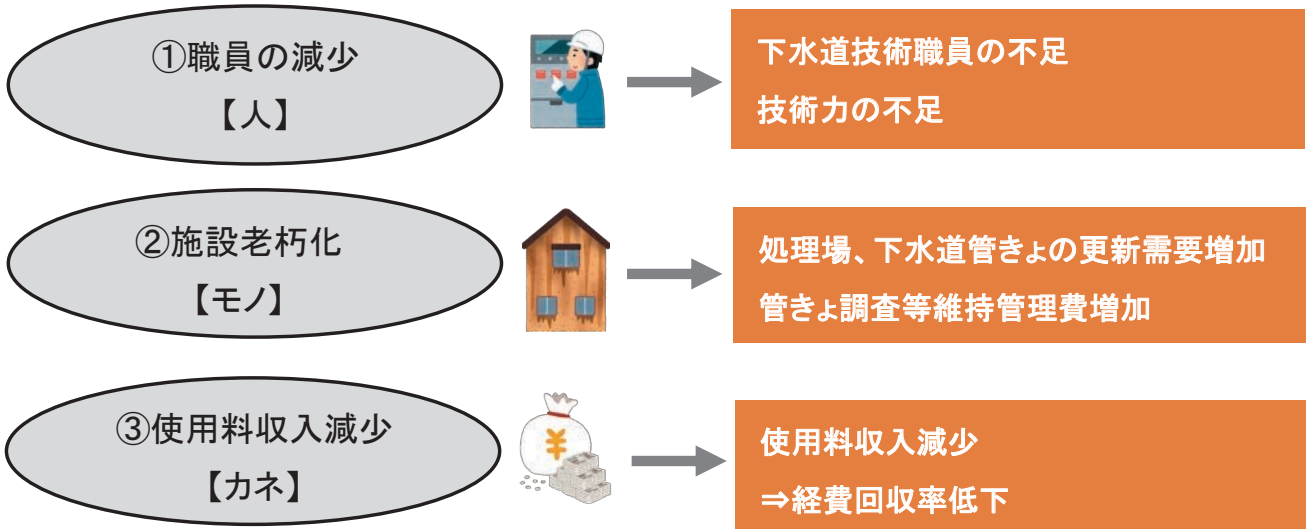 ①職員の減少
【人】
下水道技術職員の不足
技術力の不足
②施設老朽化
【モノ】
処理場、下水道管きょの更新需要増加
管きょ調査等維持管理費増加
③使用料収入減少
【カネ】
¥
使用料収入減少
⇒経費回収率低下